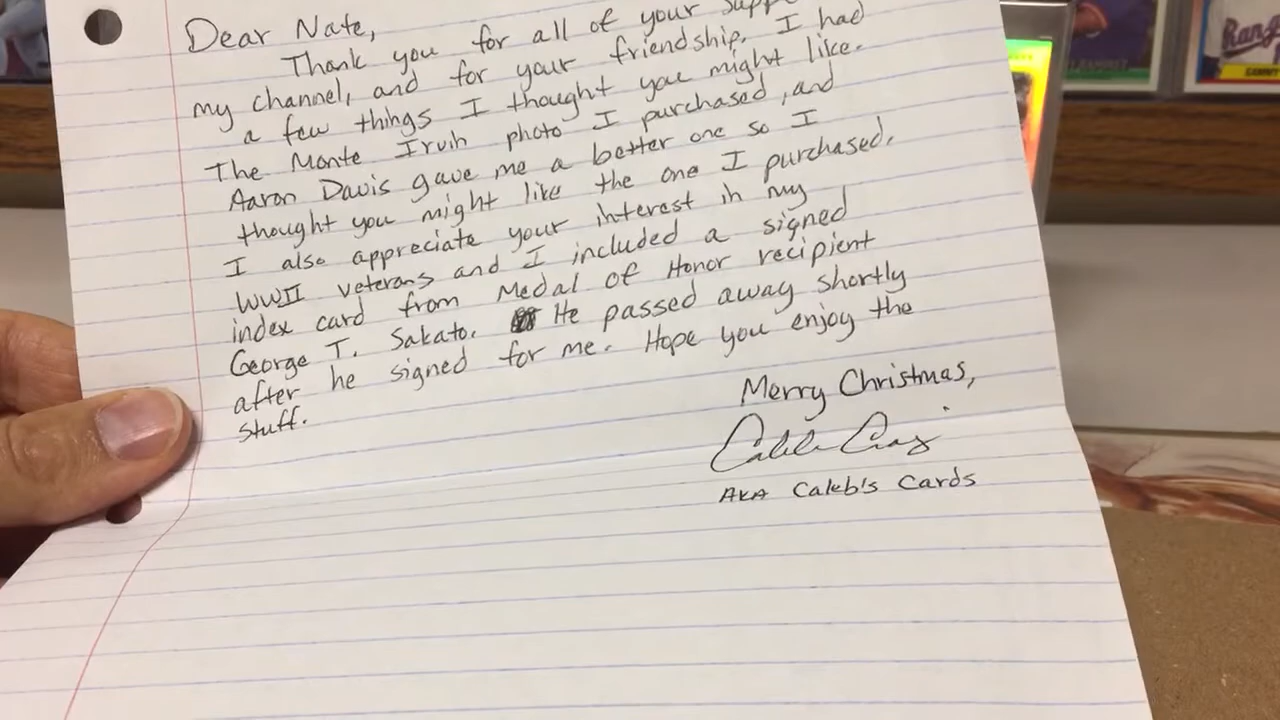 Dear Nate,
Thank you for all of your
my channel, and for your friendship. I had
a few things I thought you might like.
The Monte Irvin photo I purchased, and
Aaron Davis gave me a better one so I
thought you might like the one I purchased.
I also appreciate your interest in my
WWII veterans and I included a signed
index card from Medal of Honor recipient
George T. Sakato. He passed away shortly
after he signed for me. Hope you enjoy the
stuff.
Merry Christmas,
AKA Caleb's Cards